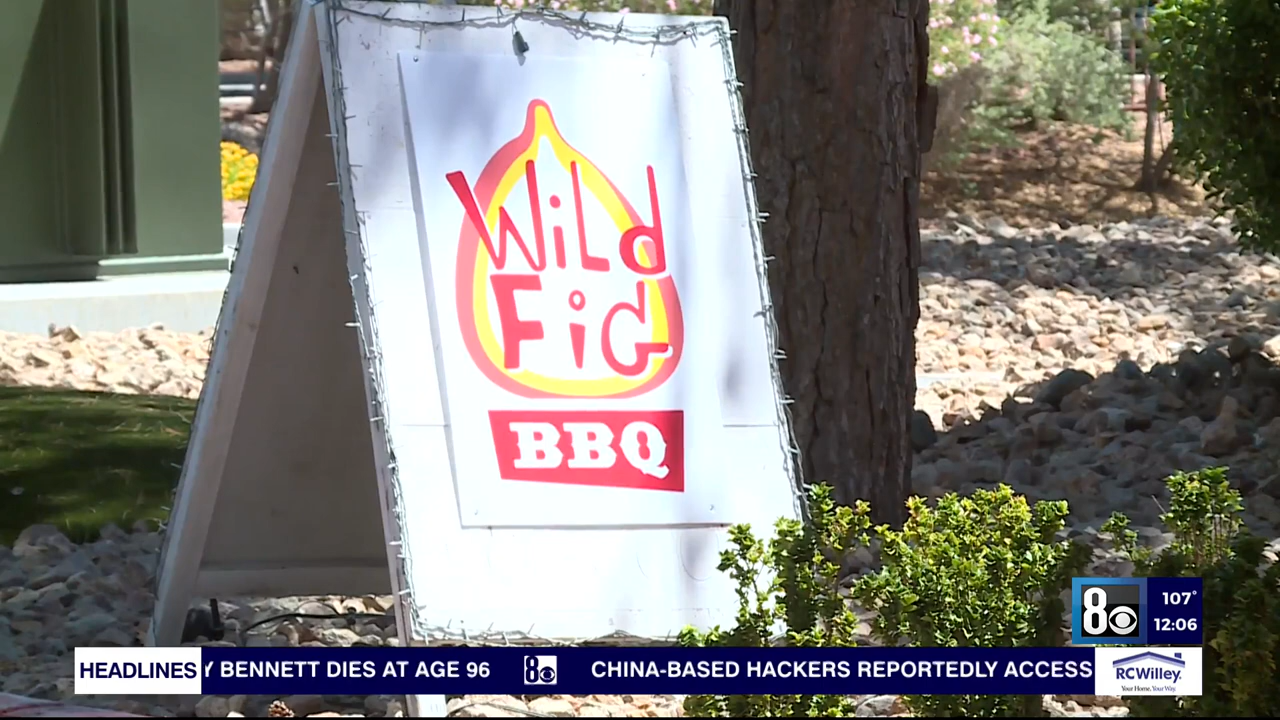 Wild
Fig
BBQ
8
107°
12:06
HEADLINES
Y BENNETT DIES AT AGE 96 8 CHINA-BASED HACKERS REPORTEDLY ACCESS
RCWilley.
Your Home. Your Way.